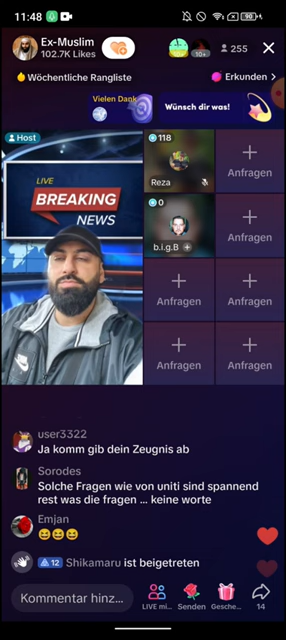 11:48
90
Ex-Muslim
102.7K Likes
10+
255
Wöchentliche Rangliste
Erkunden
Vielen Dank
Wünsch dir was!
Host
LIVE
BREAKING
NEWS
118
Reza
Anfragen
0
b.i.g.B
Anfragen
Anfragen
Anfragen
Anfragen
Anfragen
user3322
Ja komm gib dein Zeugnis ab
Sorodes
Solche Fragen wie von uniti sind spannend
rest was die fragen ... keine worte
Emjan
12 Shikamaru ist beigetreten
Kommentar hinz...
LIVE mi...
Senden
Gesche...
14